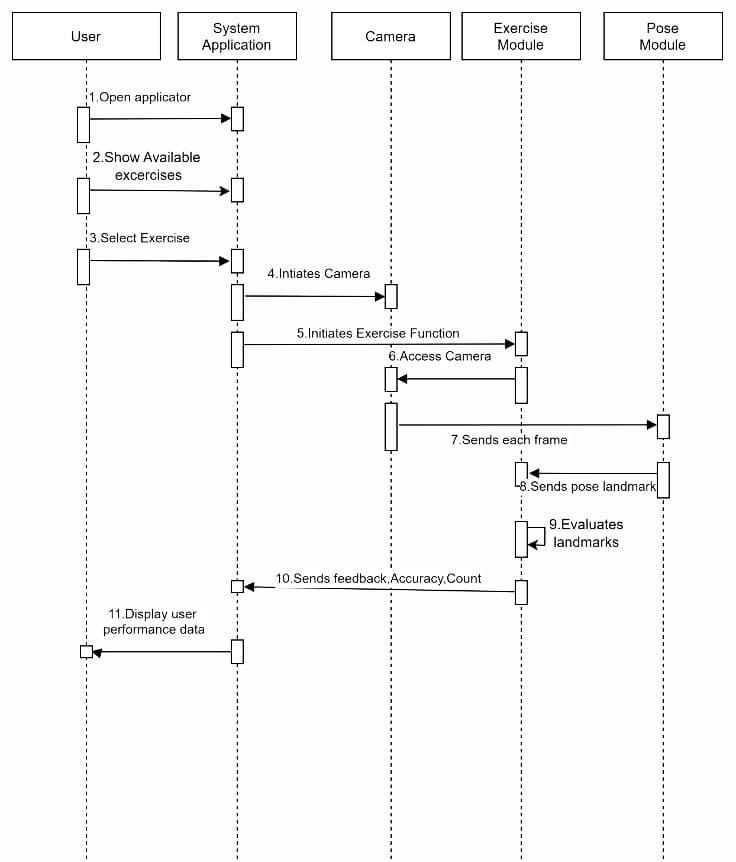 User
System
Application
Camera
Exercise
Module
Pose
Module
1.Open applicator
2.Show Available
excercises
3.Select Exercise
4.Intiates Camera
5.Initiates Exercise Function
6.Access Camera
7.Sends each frame
8.Sends pose landmark
9.Evaluates
landmarks
10.Sends feedback,Accuracy,Count
11.Display user
performance data